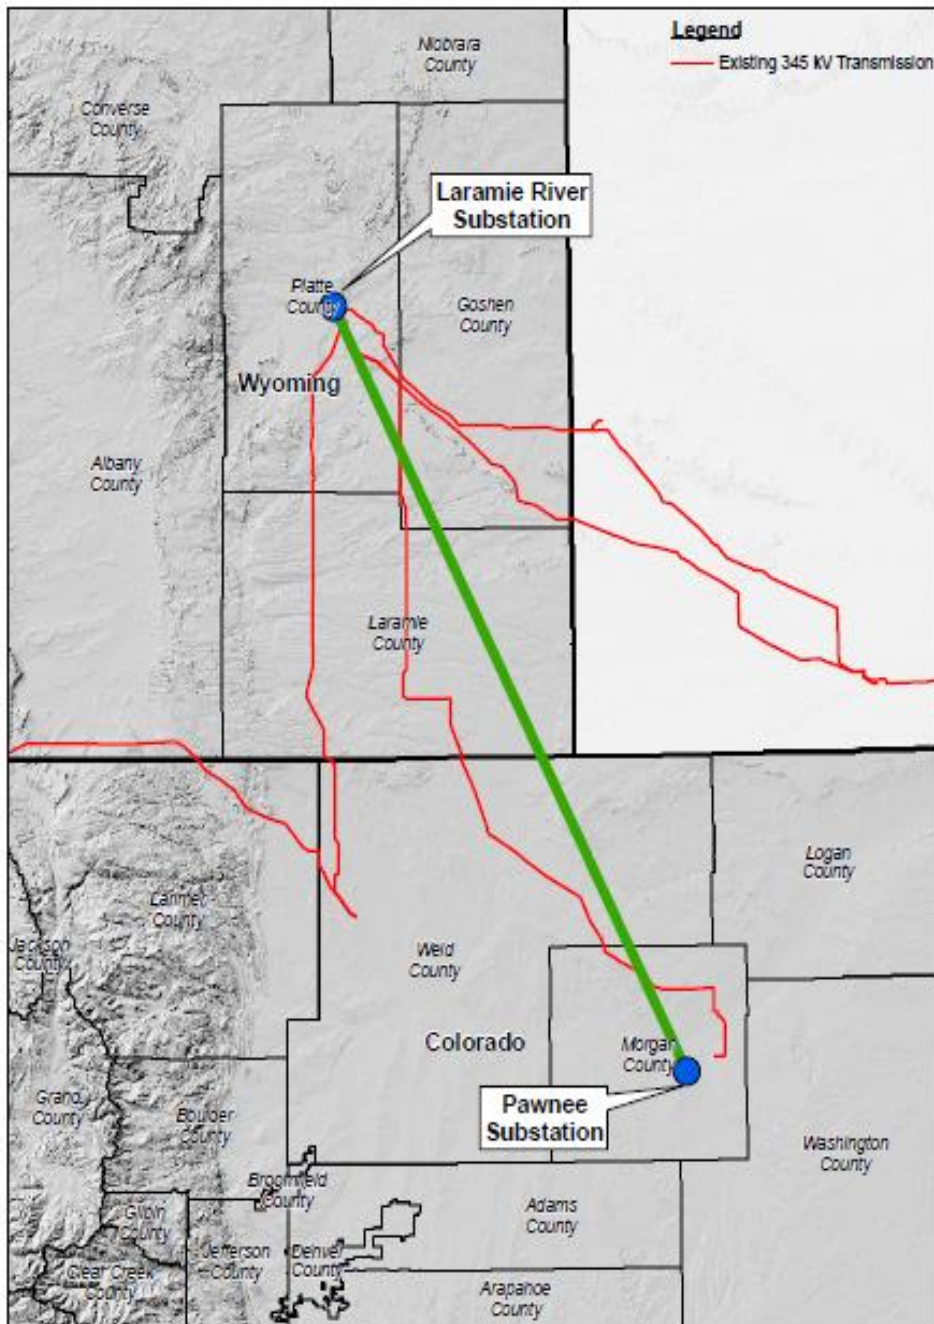 Legend
Existing 345 kV Transmission
Niobrara
County
Converse
County
Laramie River
Substation
Platte
County
Goshen
County
Wyoming
Albany
County
Laramie
County
Logan
County
Larimer
County
Jackson
County
Weld
County
Colorado
Morgan
County
Grand
County
Boulder
County
Pawnee
Substation
Washington
County
Broomfield
County
Gilpin
County
Adams
County
Jefferson
County
Denver
County
Clear Creek
County
Arapahoe
County